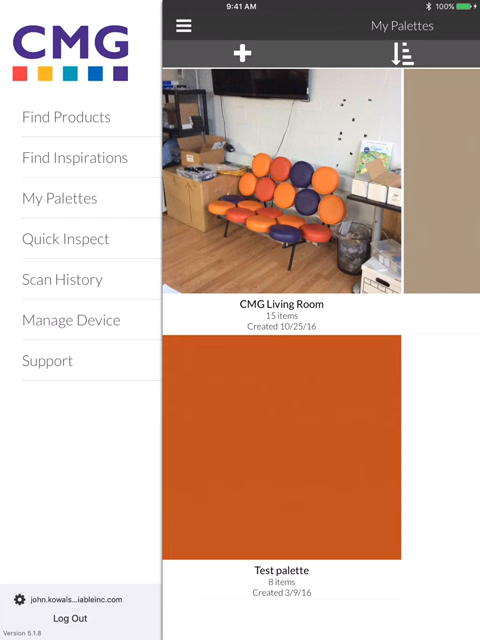 9:41 AM
100%
CMG
My Palettes
Find Products
Find Inspirations
My Palettes
Quick Inspect
Scan History
Manage Device
Support
CMG Living Room
15 items
Created 10/25/16
Test palette
8 items
Created 3/9/16
john.kowals...iableinc.com
Log Out
Version 5.1.8